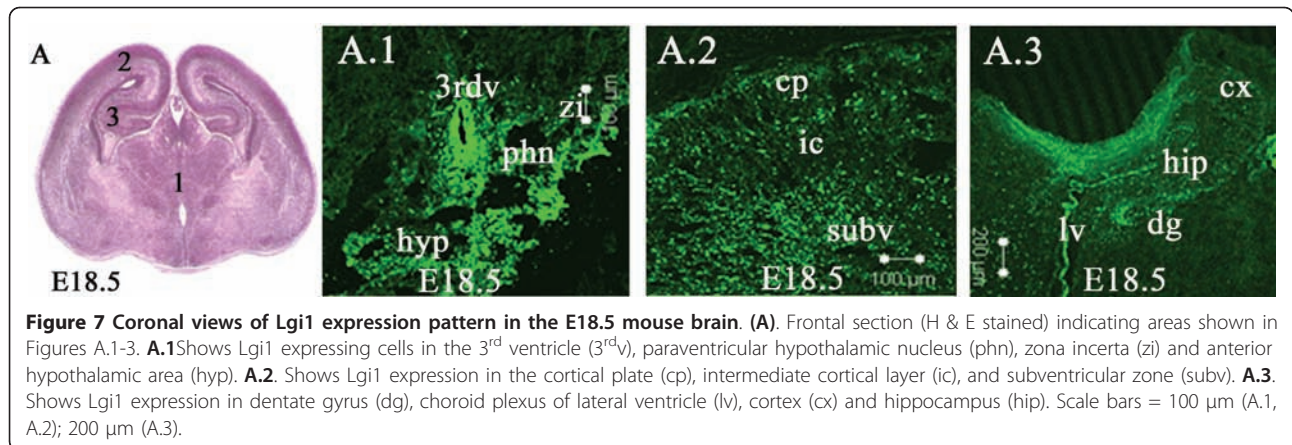 A
2
3
1
E18.5
A.1
3rdv
zi
phn
hyp
E18.5
A.2
cp
ic
subv
E18.5
100 µm
A.3
cx
hip
lv
dg
200 µm
E18.5
Figure 7 Coronal views of Lgi1 expression pattern in the E18.5 mouse brain. (A). Frontal section (H & E stained) indicating areas shown in
Figures A.1-3. A.1Shows Lgi1 expressing cells in the 3rd ventricle (3rdv), paraventricular hypothalamic nucleus (phn), zona incerta (zi) and anterior
hypothalamic area (hyp). A.2. Shows Lgi1 expression in the cortical plate (cp), intermediate cortical layer (ic), and subventricular zone (subv). A.3.
Shows Lgi1 expression in dentate gyrus (dg), choroid plexus of lateral ventricle (lv), cortex (cx) and hippocampus (hip). Scale bars = 100 µm (A.1,
A.2); 200 µm (A.3).